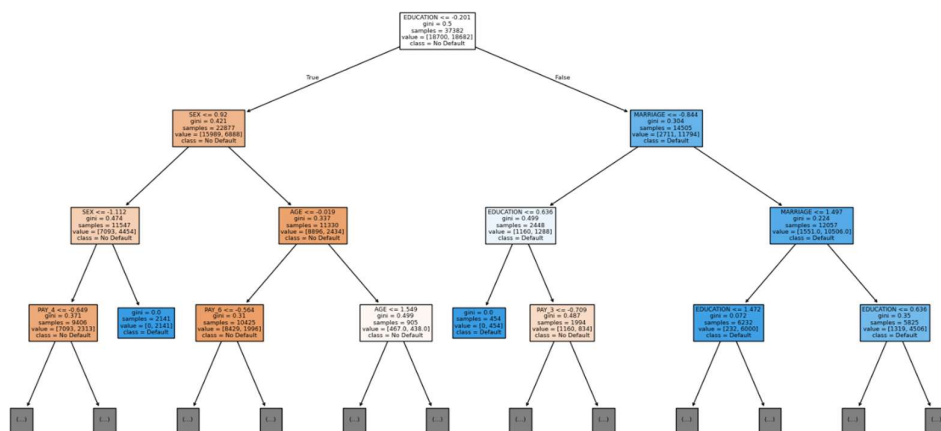 EDUCATION <= -0.201
gini = 0.5
samples = 37382
value = [18700, 18682]
class = No Default
True
False
SEX <= 0.92
gini = 0.421
samples = 22877
value = [15989, 6888]
class = No Default
MARRIAGE <= -0.844
gini = 0.304
samples = 14505
value = [2711, 11794]
class = Default
SEX <= -1.112
gini = 0.474
samples = 11547
value = [7093, 4454]
class = No Default
AGE <= -0.019
gini = 0.337
samples = 11330
value = [8896, 2434]
class = No Default
EDUCATION <= 0.636
gini = 0.499
samples = 2448
value = [1160, 1288]
class = Default
MARRIAGE <= 1.497
gini = 0.224
samples = 12057
value = [1551.0, 10506.0]
class = Default
PAY_4 <= -0.649
gini = 0.371
samples = 9406
value = [7093, 2313]
class = No Default
gini = 0.0
samples = 2141
value = [0, 2141]
class = Default
PAY_6 <= -0.564
gini = 0.31
samples = 10425
value = [8429, 1996]
class = No Default
AGE <= 1.549
gini = 0.499
samples = 905
value = [467.0, 438.0]
class = No Default
gini = 0.0
samples = 454
value = [0, 454]
class = Default
PAY_3 <= -0.709
gini = 0.487
samples = 1994
value = [1160, 834]
class = No Default
EDUCATION <= 1.472
gini = 0.072
samples = 6232
value = [232, 6000]
class = Default
EDUCATION <= 0.636
gini = 0.35
samples = 5825
value = [1319, 4506]
class = Default
(...)
(...)
(...)
(...)
(...)
(...)
(...)
(...)
(...)
(...)
(...)
(...)